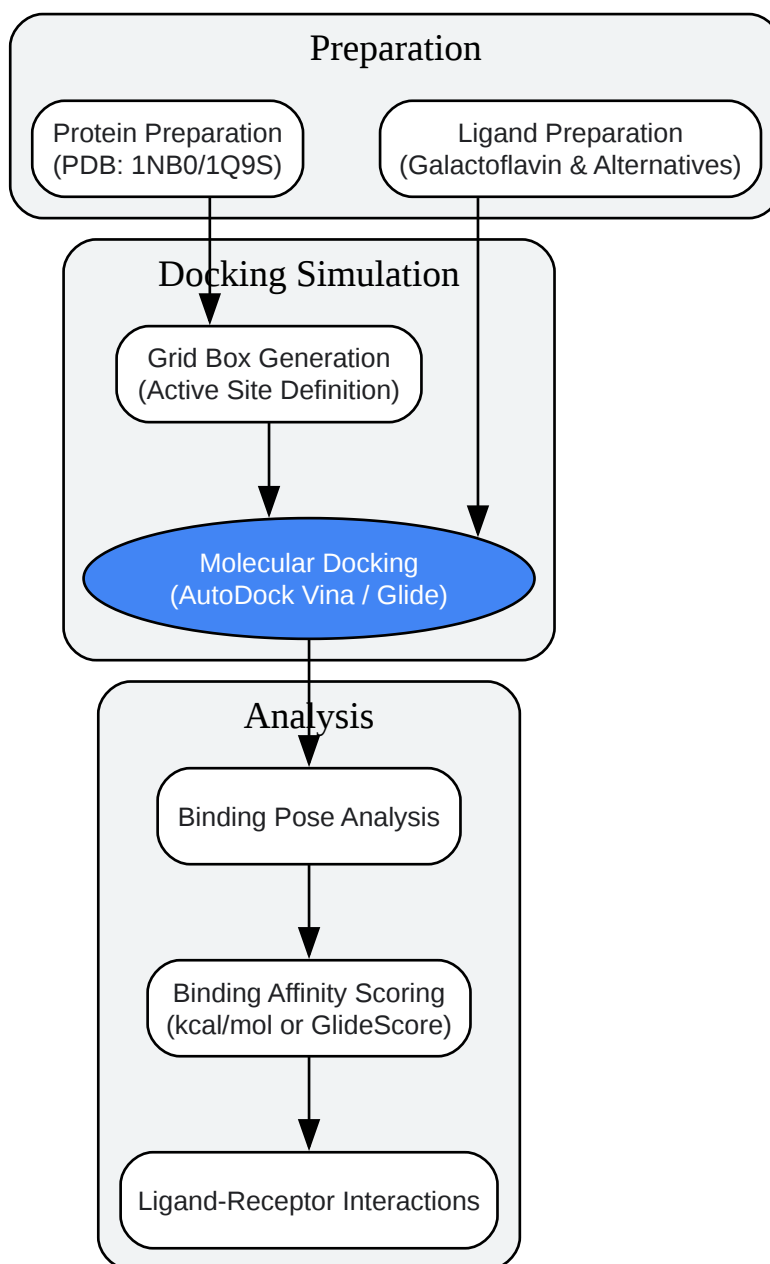 Preparation
Protein Preparation
(PDB: 1NB0/1Q9S)
Ligand Preparation
(Galactoflavin & Alternatives)
Docking Simulation
Grid Box Generation
(Active Site Definition)
Molecular Docking
(AutoDock Vina / Glide)
Analysis
Binding Pose Analysis
Binding Affinity Scoring
(kcal/mol or GlideScore)
Ligand-Receptor Interactions